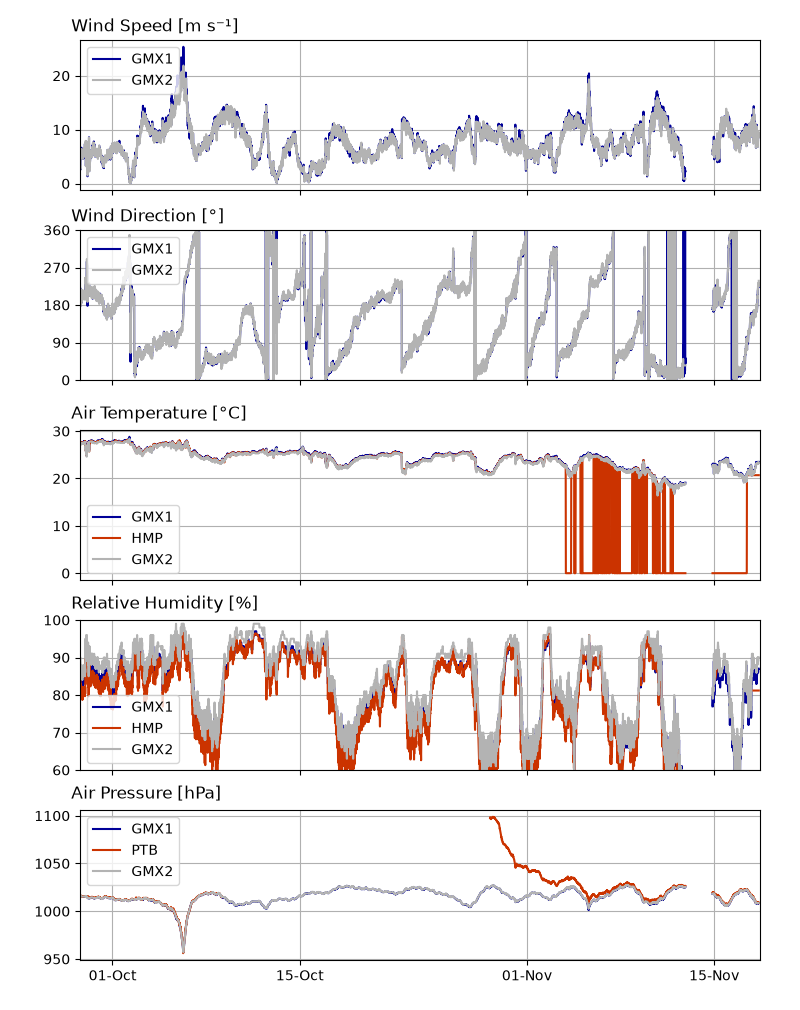 Wind Speed [m s⁻¹]
GMX1
GMX2
20
10
0
Wind Direction [°]
360
GMX1
GMX2
270
180
90
0
Air Temperature [°C]
30
20
10
0
GMX1
HMP
GMX2
Relative Humidity [%]
100
90
80
70
60
GMX1
HMP
GMX2
Air Pressure [hPa]
1100
1050
1000
950
GMX1
PTB
GMX2
01-Oct
15-Oct
01-Nov
15-Nov